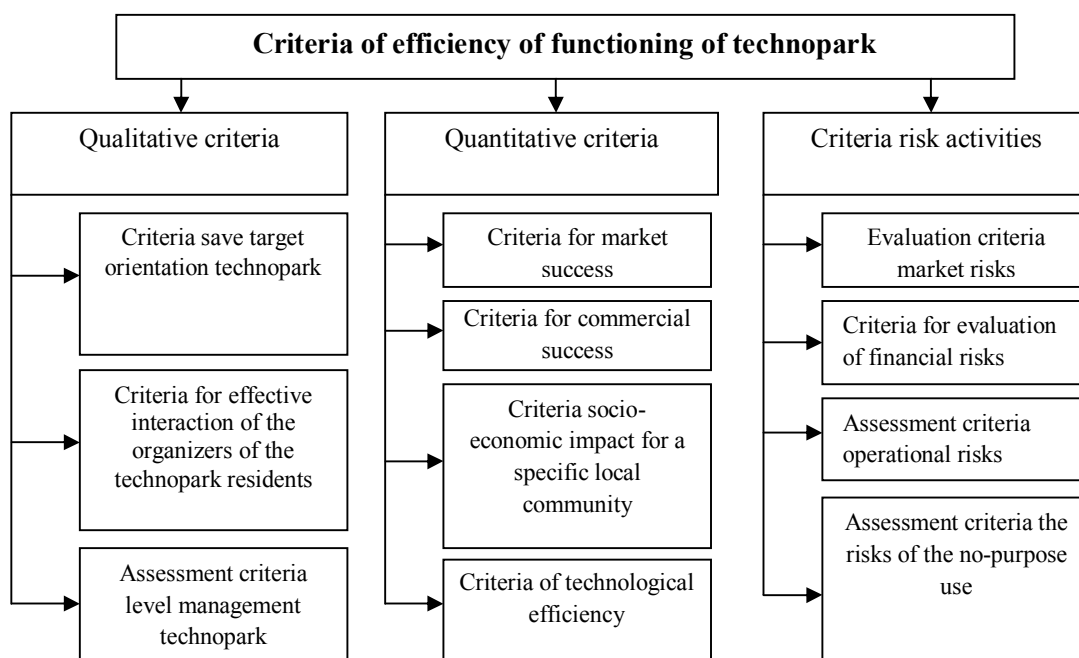 Criteria of efficiency of functioning of technopark
Qualitative criteria
Criteria save target
orientation technopark
Criteria for effective
interaction of the
organizers of the
technopark residents
Assessment criteria
level management
technopark
Quantitative criteria
Criteria for market
success
Criteria for commercial
success
Criteria socio-
economic impact for a
specific local
community
Criteria of technological
efficiency
Criteria risk activities
Evaluation criteria
market risks
Criteria for evaluation
of financial risks
Assessment criteria
operational risks
Assessment criteria the
risks of the no-purpose
use